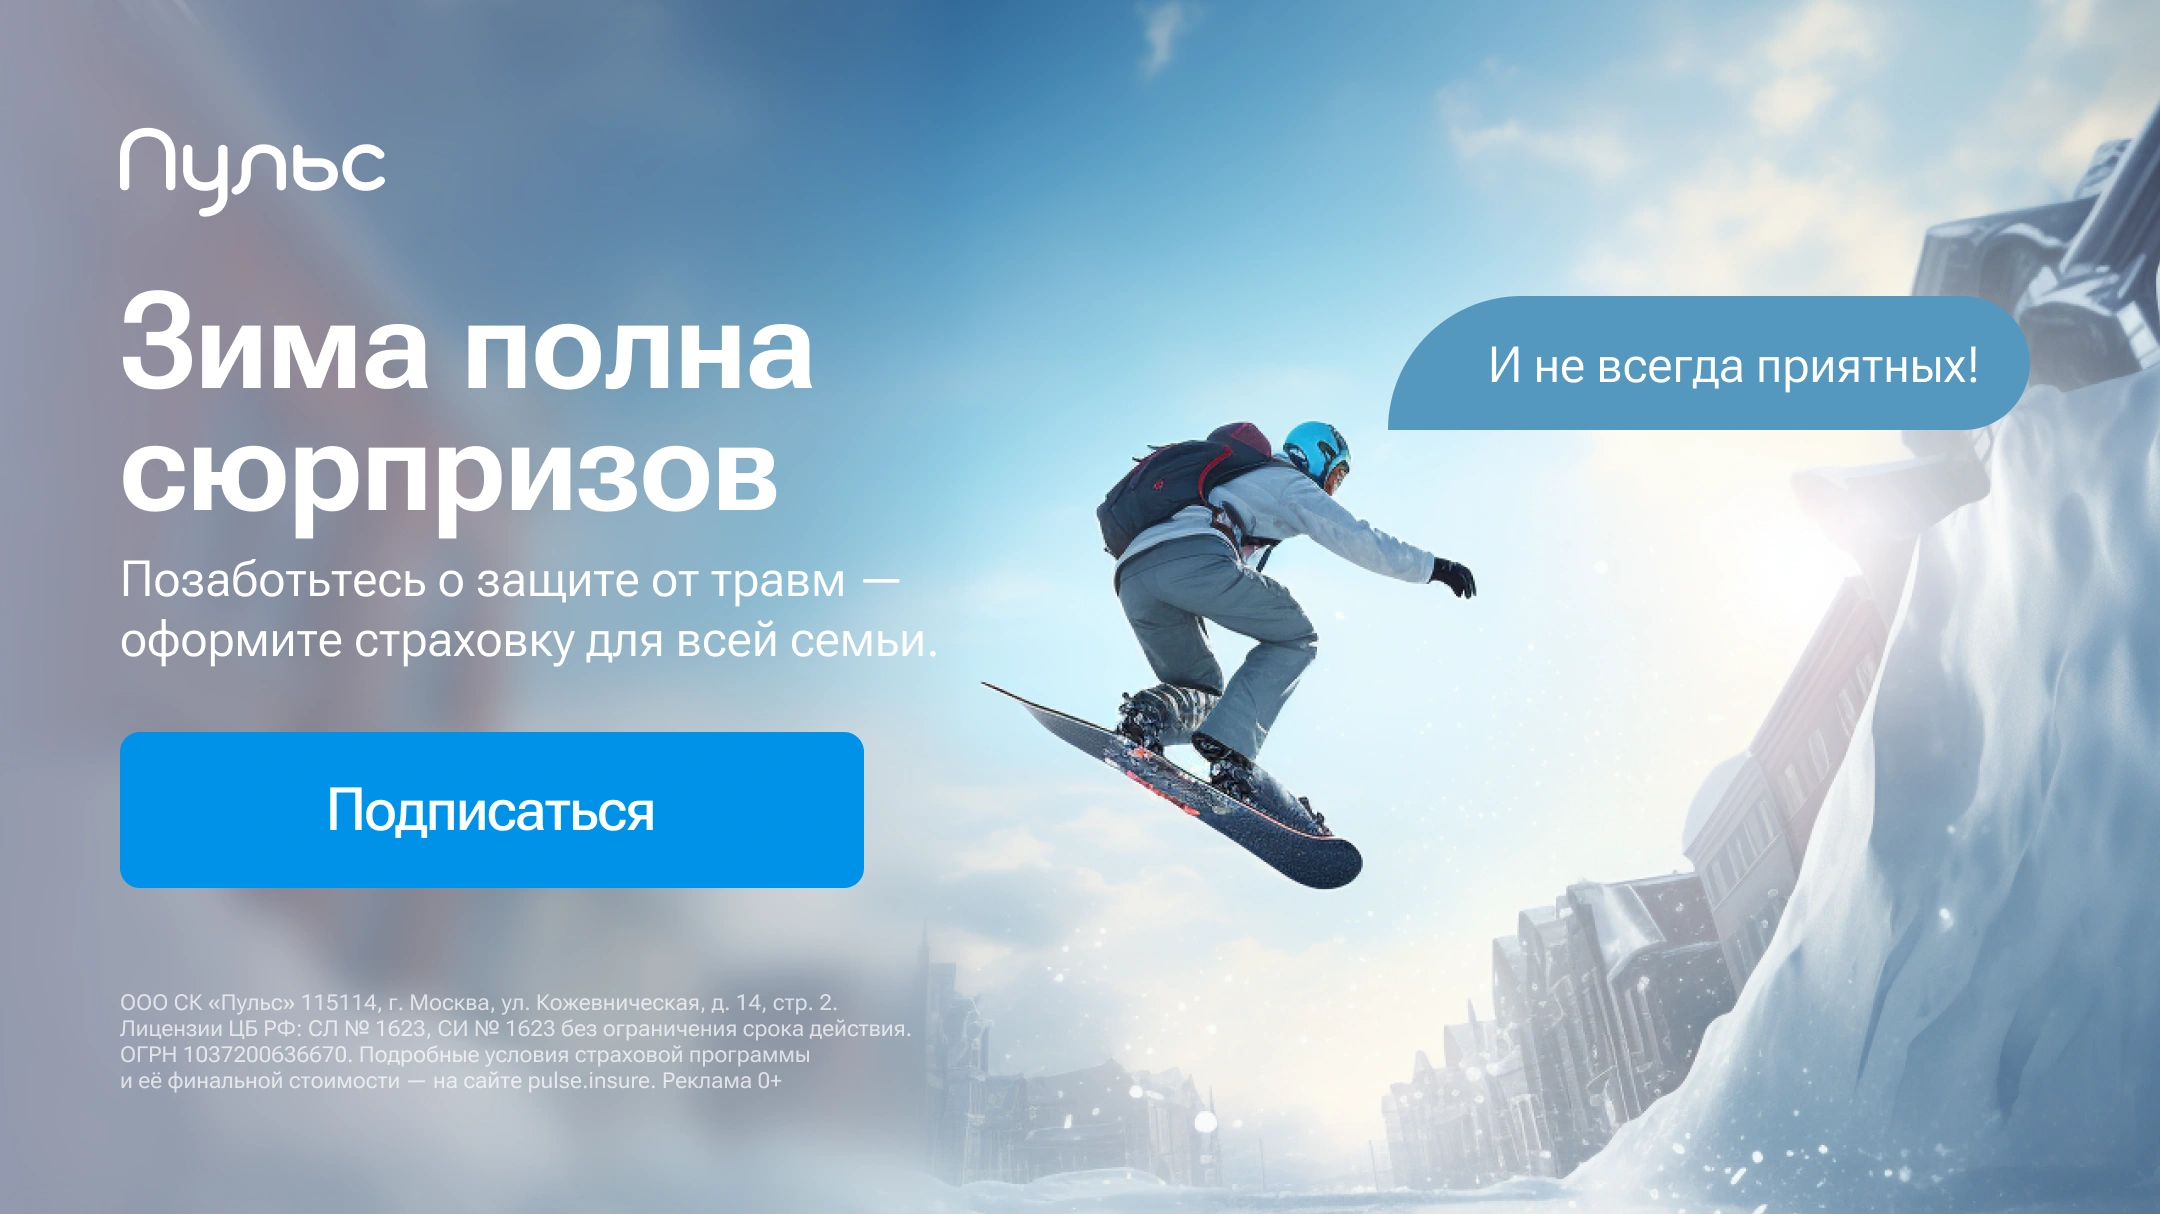 Пульс
Зима полна
сюрпризов
И не всегда приятных!
Позаботьтесь о защите от травм —
оформите страховку для всей семьи.
Подписаться
ООО СК «Пульс» 115114, г. Москва, ул. Кожевническая, д. 14, стр. 2.
Лицензии ЦБ РФ: СЛ № 1623, СИ № 1623 без ограничения срока действия.
ОГРН 1037200636670. Подробные условия страховой программы
и её финальной стоимости — на сайте pulse.insure. Реклама 0+